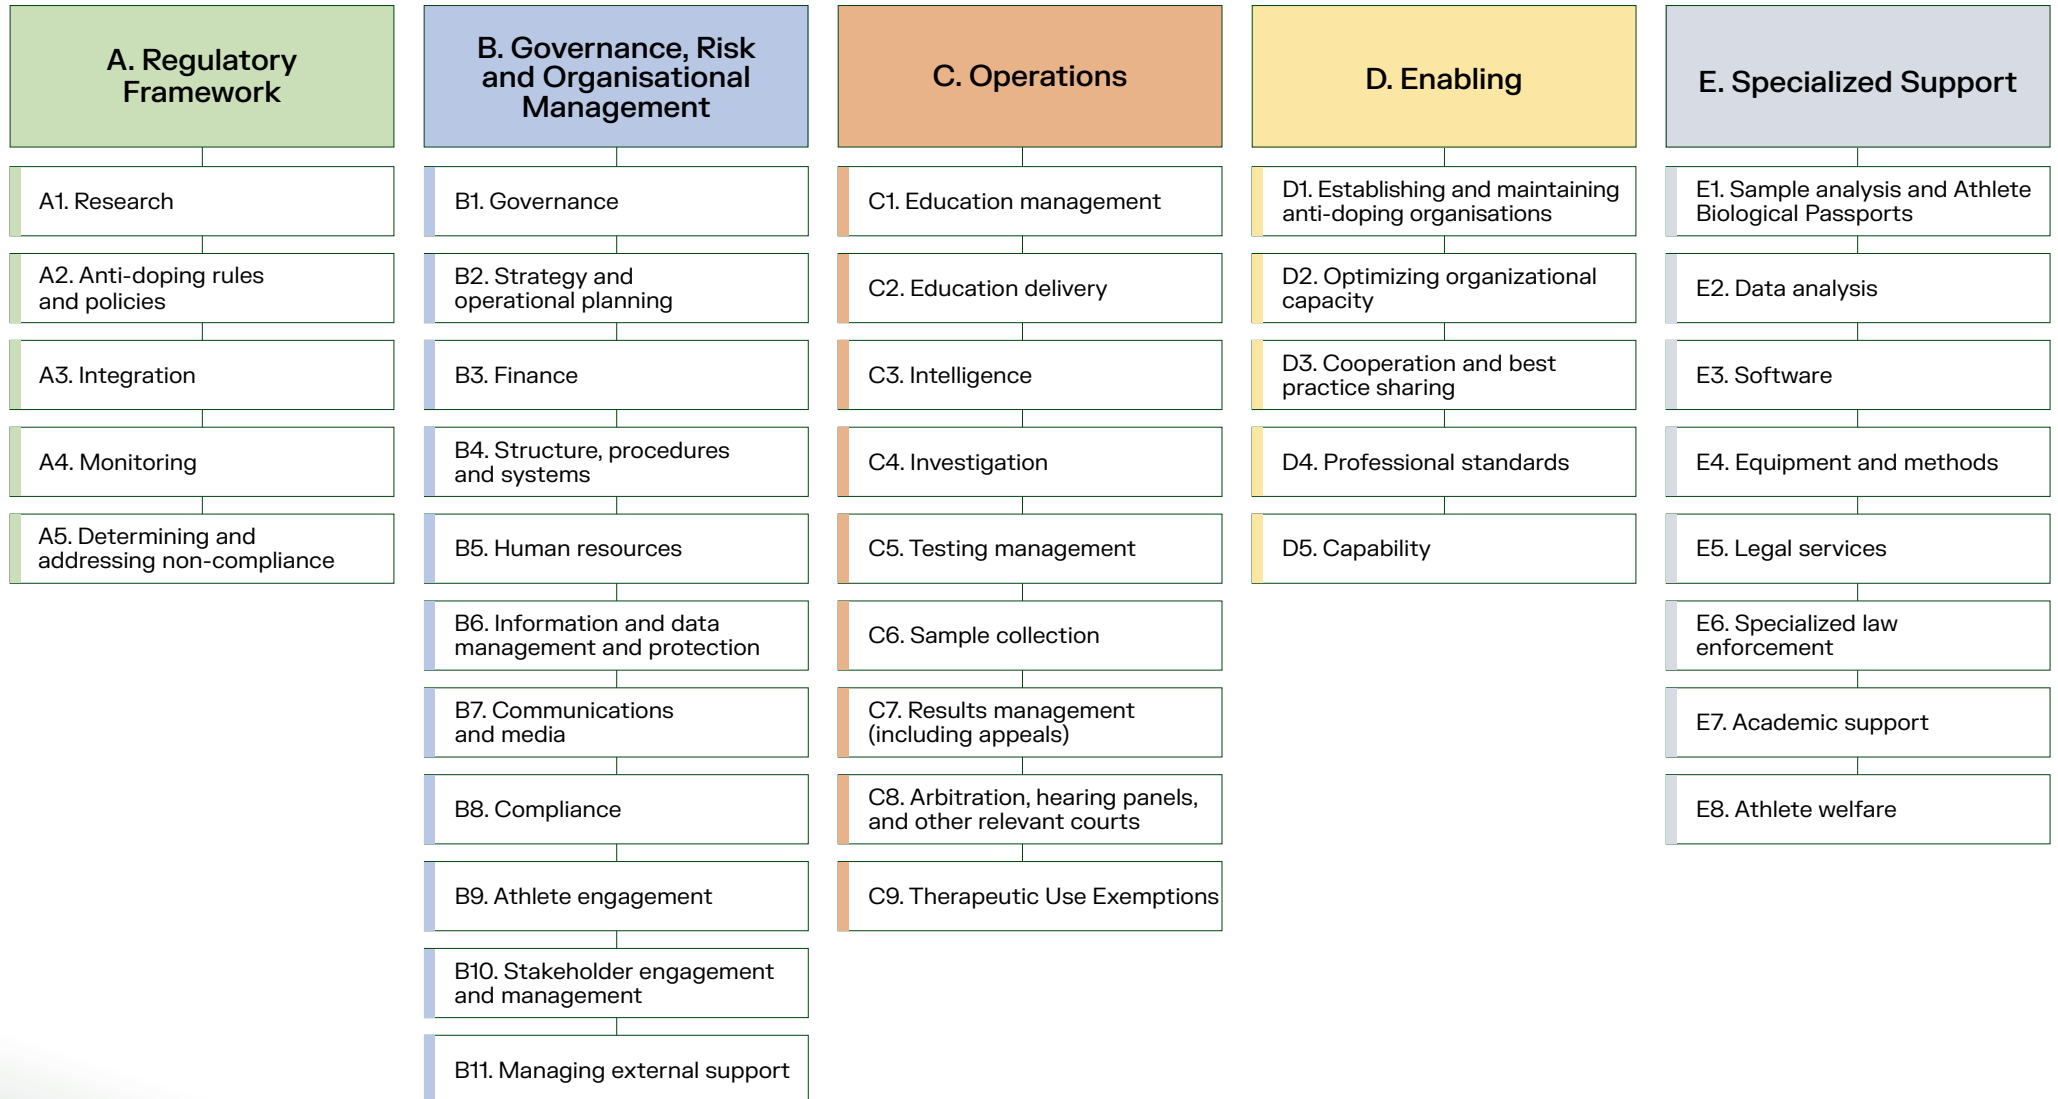 A. Regulatory
Framework
A1. Research
A2. Anti-doping rules
and policies
A3. Integration
A4. Monitoring
A5. Determining and
addressing non-compliance
B. Governance, Risk
and Organisational
Management
B1. Governance
B2. Strategy and
operational planning
B3. Finance
B4. Structure, procedures
and systems
B5. Human resources
B6. Information and data
management and protection
B7. Communications
and media
B8. Compliance
B9. Athlete engagement
B10. Stakeholder engagement
and management
B11. Managing external support
C. Operations
C1. Education management
C2. Education delivery
C3. Intelligence
C4. Investigation
C5. Testing management
C6. Sample collection
C7. Results management
(including appeals)
C8. Arbitration, hearing panels,
and other relevant courts
C9. Therapeutic Use Exemptions
D. Enabling
D1. Establishing and maintaining
anti-doping organisations
D2. Optimizing organizational
capacity
D3. Cooperation and best
practice sharing
D4. Professional standards
D5. Capability
E. Specialized Support
E1. Sample analysis and Athlete
Biological Passports
E2. Data analysis
E3. Software
E4. Equipment and methods
E5. Legal services
E6. Specialized law
enforcement
E7. Academic support
E8. Athlete welfare